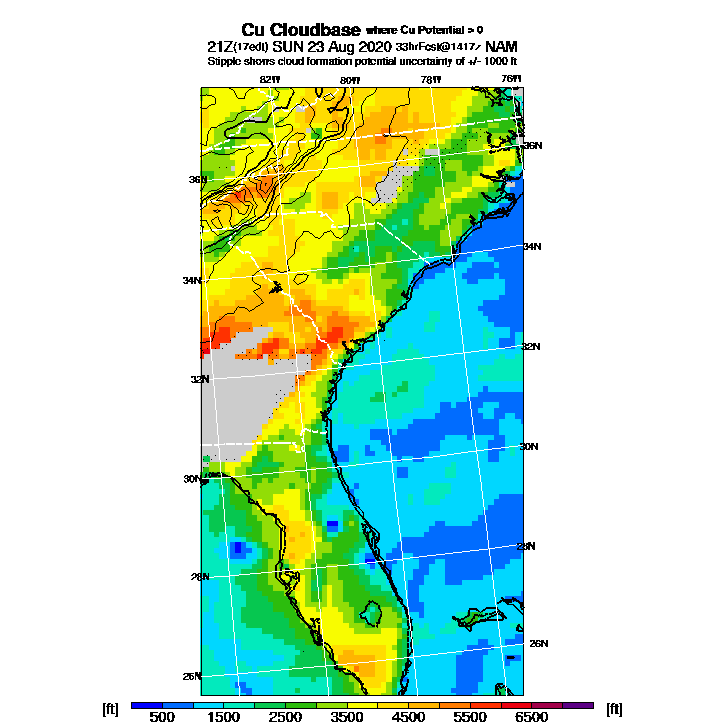 Cu Cloudbase where Cu Potential > 0
21Z(17edt) SUN 23 Aug 2020 33hrFcst@1417z NAM
Stipple shows cloud formation potential uncertainty of +/- 1000 ft
82W 80W 78W 76W
36N
36N
34N
34N
32N
32N
30N
30N
28N
28N
26N
26N
[ft] 500 1500 2500 3500 4500 5500 6500 [ft]